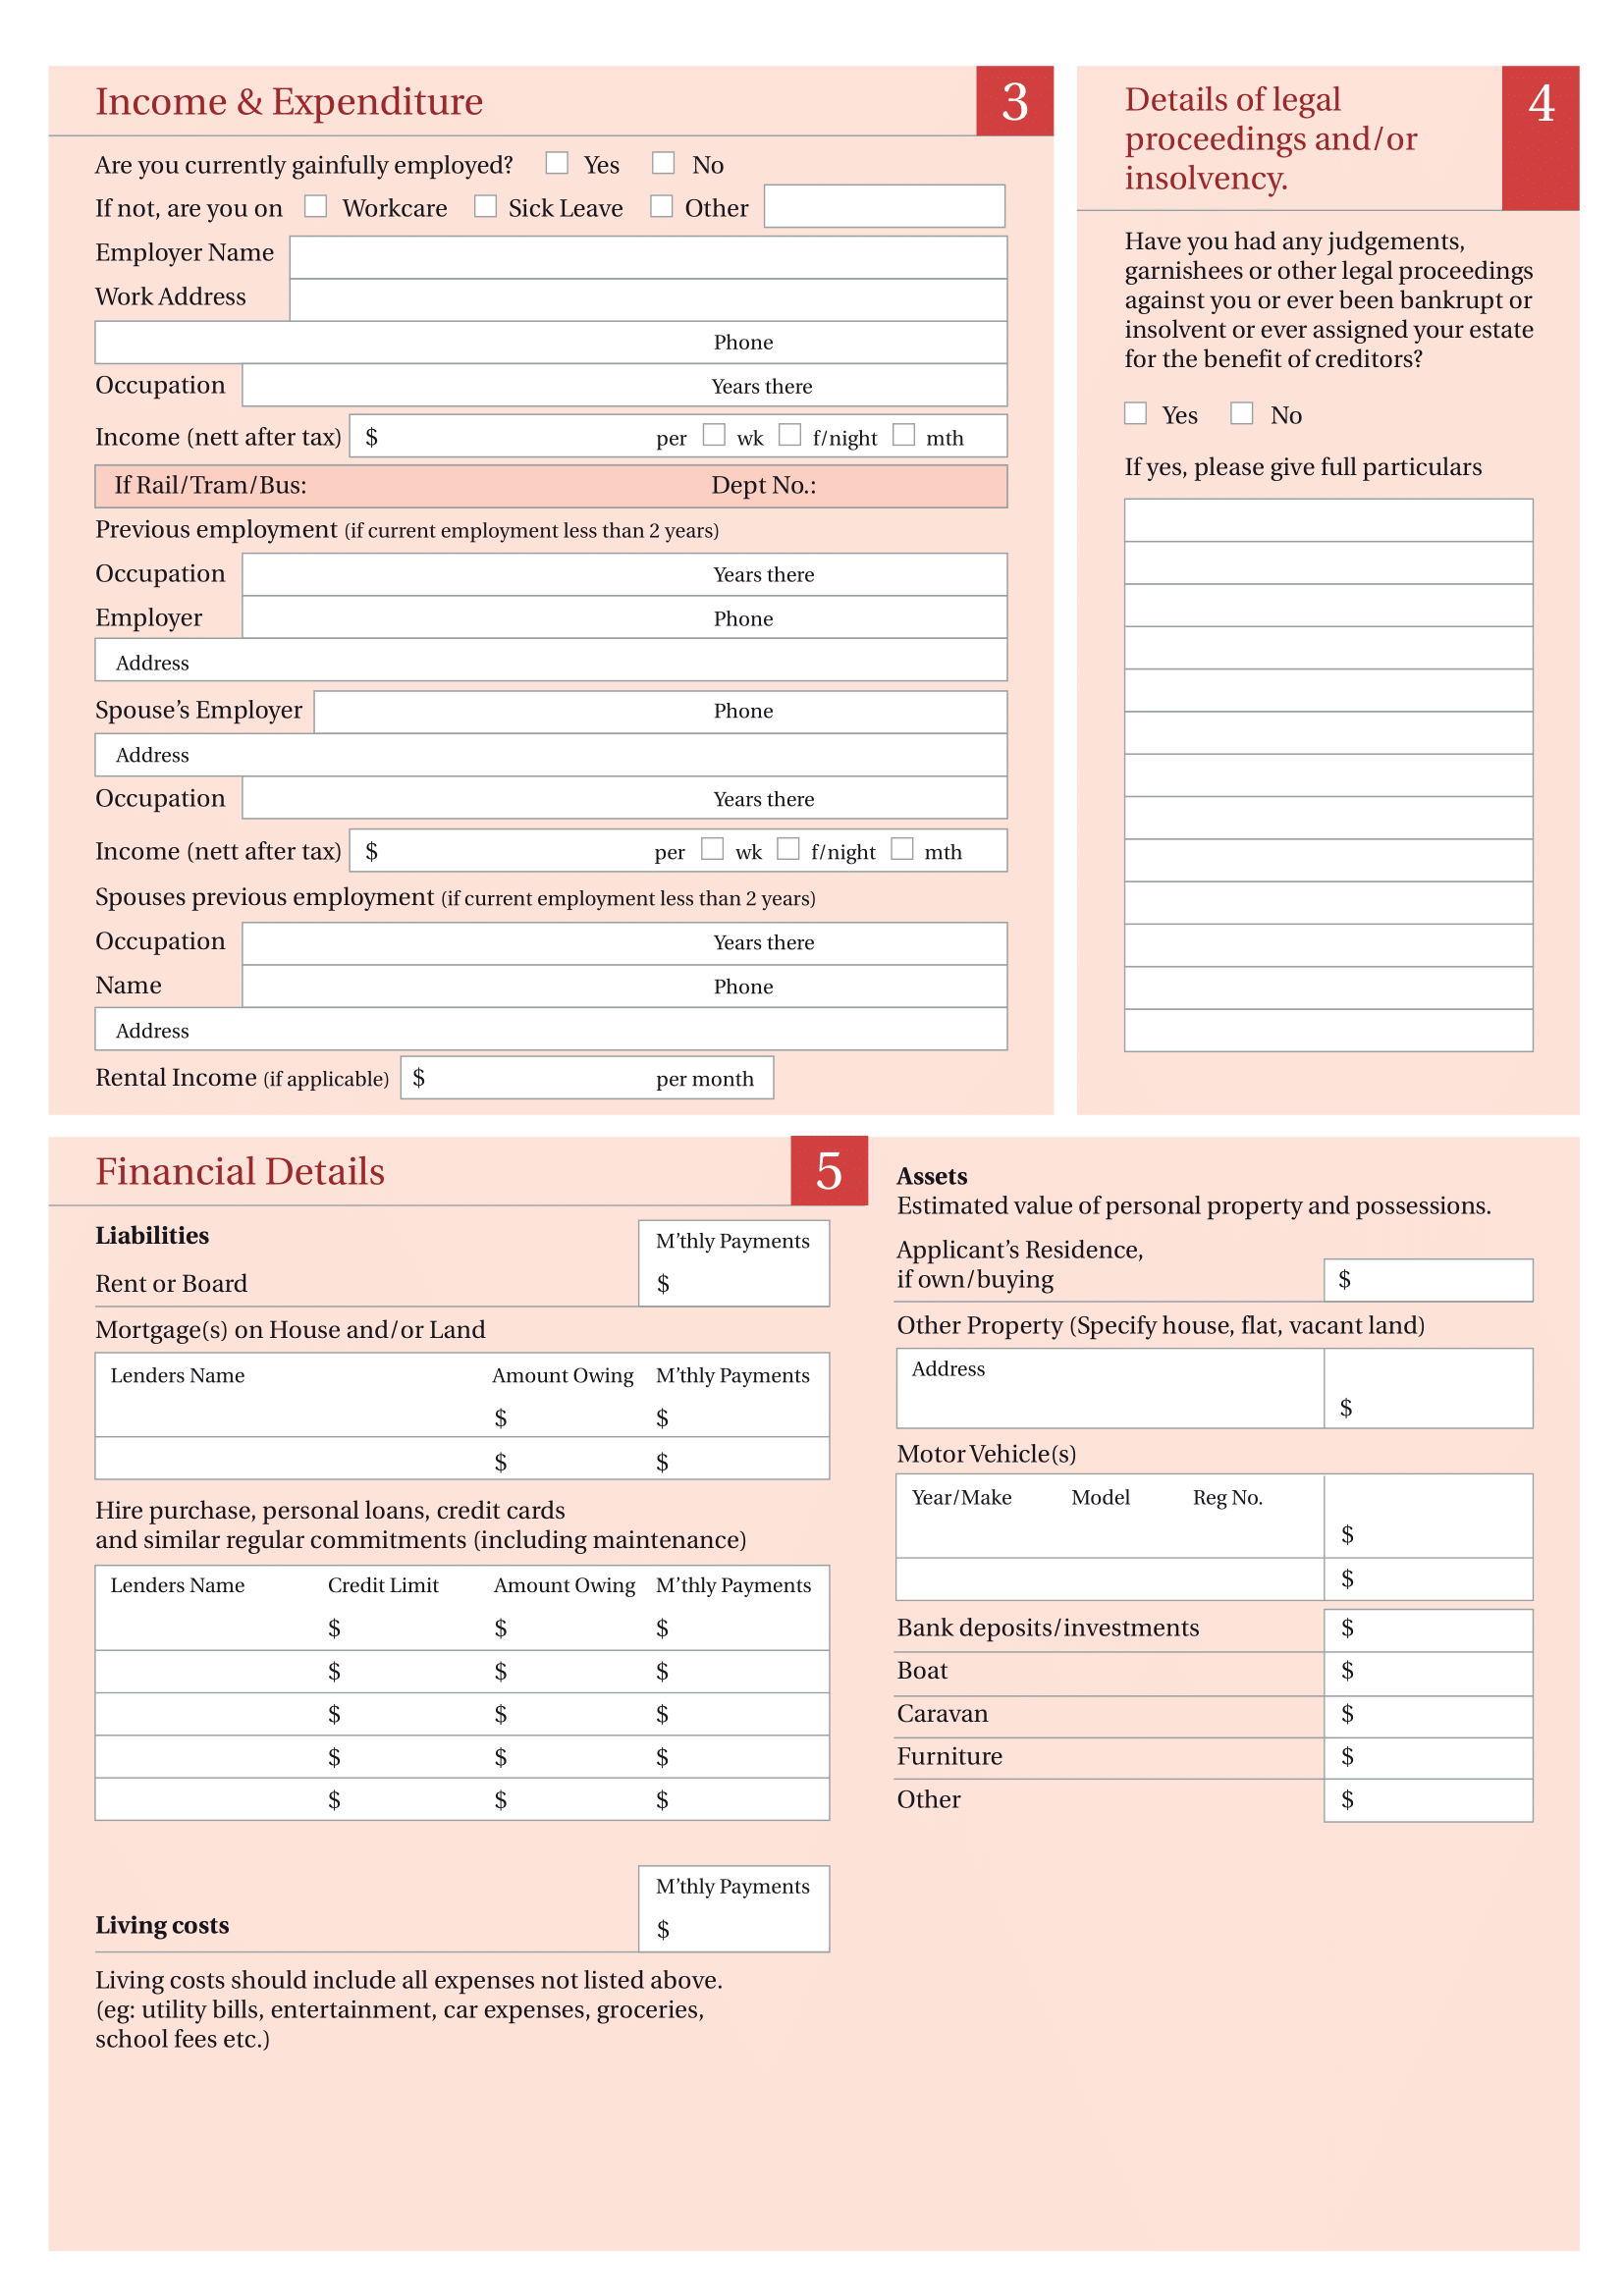 Income & Expenditure
3
Are you currently gainfully employed? Yes No
If not, are you on Workcare Sick Leave Other
Employer Name
Work Address
Phone
Occupation Years there
Income (nett after tax) $ per wk f/night mth
If Rail/Tram/Bus: Dept No.:
Previous employment (if current employment less than 2 years)
Occupation Years there
Employer Phone
Address
Spouse’s Employer Phone
Address
Occupation Years there
Income (nett after tax) $ per wk f/night mth
Spouses previous employment (if current employment less than 2 years)
Occupation Years there
Name Phone
Address
Rental Income (if applicable) $ per month
Details of legal
proceedings and/or
insolvency.
4
Have you had any judgements,
garnishees or other legal proceedings
against you or ever been bankrupt or
insolvent or ever assigned your estate
for the benefit of creditors?
Yes No
If yes, please give full particulars
Financial Details
5
Liabilities M’thly Payments
Rent or Board $
Mortgage(s) on House and/or Land
Lenders Name Amount Owing M’thly Payments
$ $
$ $
Hire purchase, personal loans, credit cards
and similar regular commitments (including maintenance)
Lenders Name Credit Limit Amount Owing M’thly Payments
$ $ $
$ $ $
$ $ $
$ $ $
$ $ $
M’thly Payments
Living costs $
Living costs should include all expenses not listed above.
(eg: utility bills, entertainment, car expenses, groceries,
school fees etc.)
Assets
Estimated value of personal property and possessions.
Applicant’s Residence,
if own/buying $
Other Property (Specify house, flat, vacant land)
Address
$
Motor Vehicle(s)
Year/Make Model Reg No.
$
$
Bank deposits/investments $
Boat $
Caravan $
Furniture $
Other $